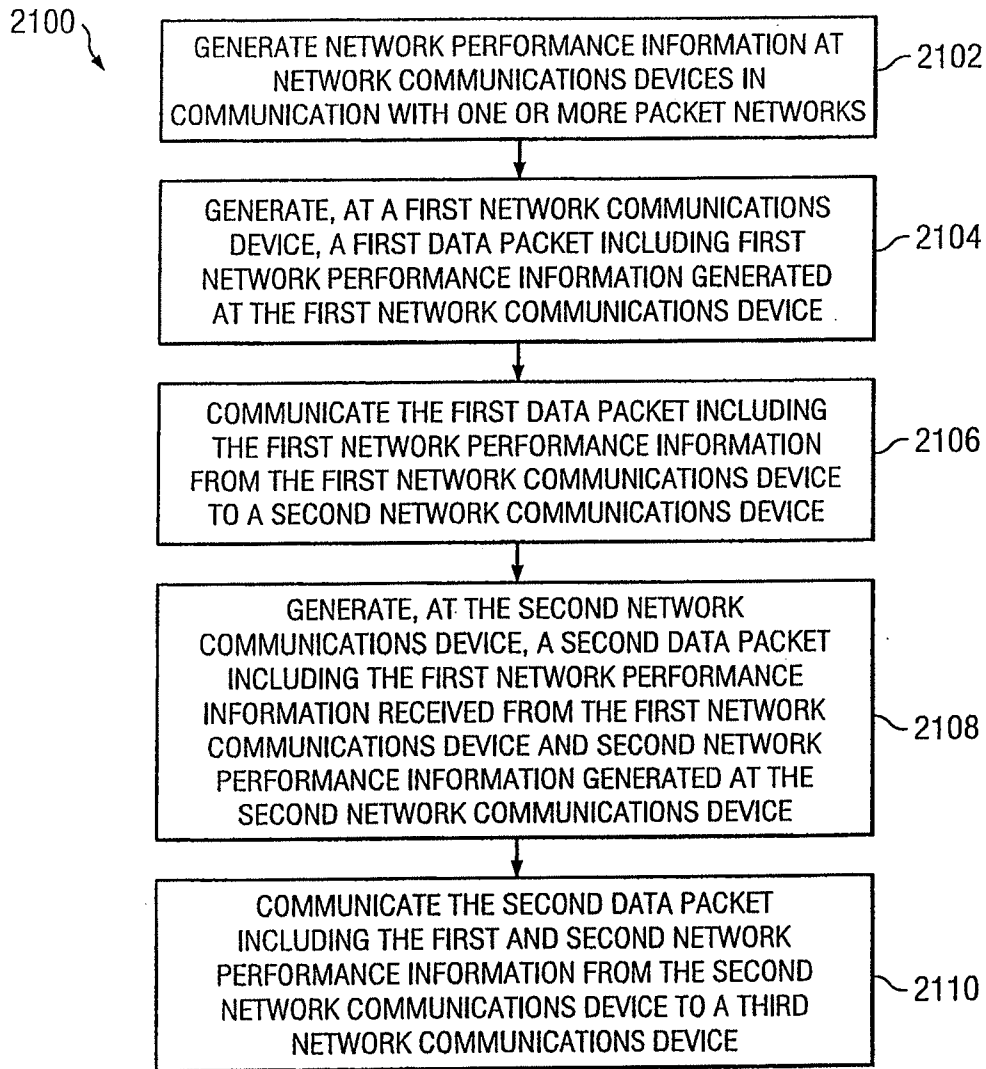 2100
GENERATE NETWORK PERFORMANCE INFORMATION AT
NETWORK COMMUNICATIONS DEVICES IN
COMMUNICATION WITH ONE OR MORE PACKET NETWORKS
2102
GENERATE, AT A FIRST NETWORK COMMUNICATIONS
DEVICE, A FIRST DATA PACKET INCLUDING FIRST
NETWORK PERFORMANCE INFORMATION GENERATED
AT THE FIRST NETWORK COMMUNICATIONS DEVICE
2104
COMMUNICATE THE FIRST DATA PACKET INCLUDING
THE FIRST NETWORK PERFORMANCE INFORMATION
FROM THE FIRST NETWORK COMMUNICATIONS DEVICE
TO A SECOND NETWORK COMMUNICATIONS DEVICE
2106
GENERATE, AT THE SECOND NETWORK
COMMUNICATIONS DEVICE, A SECOND DATA PACKET
INCLUDING THE FIRST NETWORK PERFORMANCE
INFORMATION RECEIVED FROM THE FIRST NETWORK
COMMUNICATIONS DEVICE AND SECOND NETWORK
PERFORMANCE INFORMATION GENERATED AT THE
SECOND NETWORK COMMUNICATIONS DEVICE
2108
COMMUNICATE THE SECOND DATA PACKET
INCLUDING THE FIRST AND SECOND NETWORK
PERFORMANCE INFORMATION FROM THE SECOND
NETWORK COMMUNICATIONS DEVICE TO A THIRD
NETWORK COMMUNICATIONS DEVICE
2110